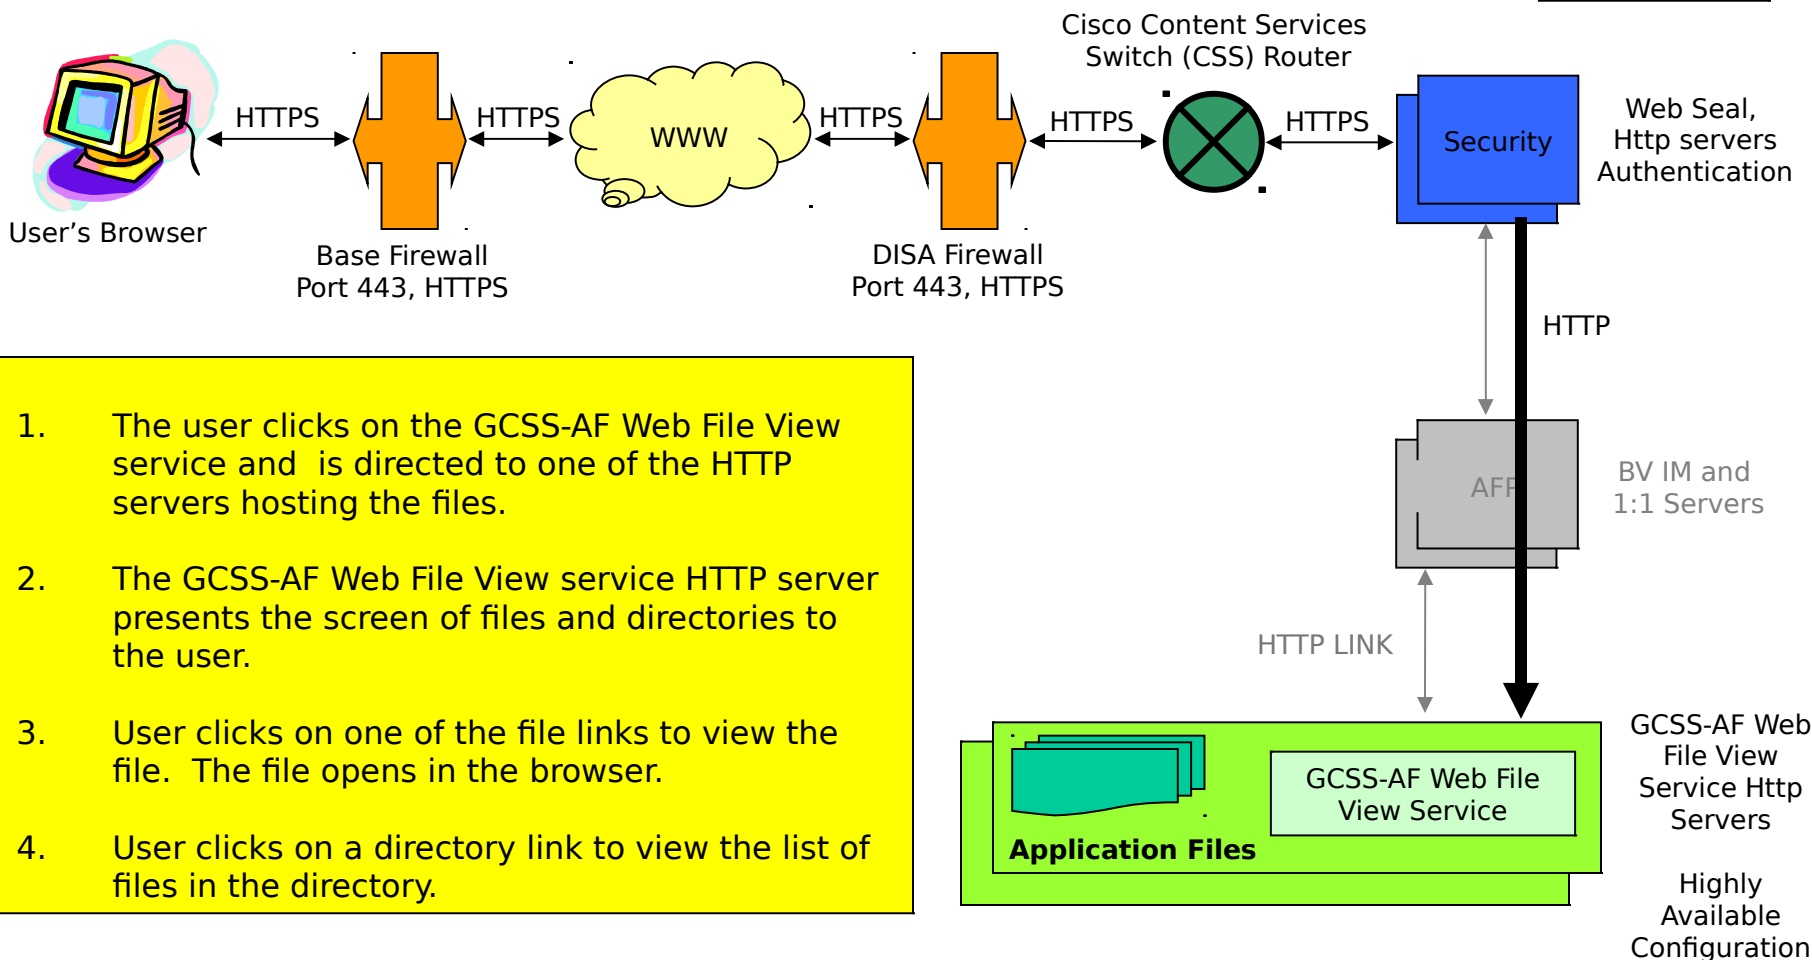 Cisco Content Services
Switch (CSS) Router
HTTPS
HTTPS
WWW
HTTPS
HTTPS
HTTPS
Security
Web Seal,
Http servers
Authentication
User’s Browser
Base Firewall
Port 443, HTTPS
DISA Firewall
Port 443, HTTPS
HTTP
1. The user clicks on the GCSS-AF Web File View
service and is directed to one of the HTTP
servers hosting the files.
2. The GCSS-AF Web File View service HTTP server
presents the screen of files and directories to
the user.
3. User clicks on one of the file links to view the
file. The file opens in the browser.
4. User clicks on a directory link to view the list of
files in the directory.
AFP
BV IM and
1:1 Servers
HTTP LINK
GCSS-AF Web File
View Service
Application Files
GCSS-AF Web
File View
Service Http
Servers
Highly
Available
Configuration